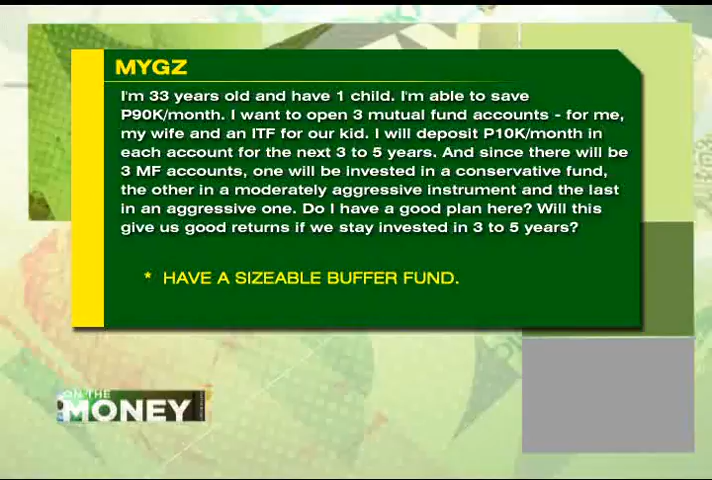 MYGZ
I'm 33 years old and have 1 child. I'm able to save
P90K/month. I want to open 3 mutual fund accounts - for me,
my wife and an ITF for our kid. I will deposit P10K/month in
each account for the next 3 to 5 years. And since there will be
3 MF accounts, one will be invested in a conservative fund,
the other in a moderately aggressive instrument and the last
in an aggressive one. Do I have a good plan here? Will this
give us good returns if we stay invested in 3 to 5 years?
* HAVE A SIZEABLE BUFFER FUND.
ON THE
MONEY